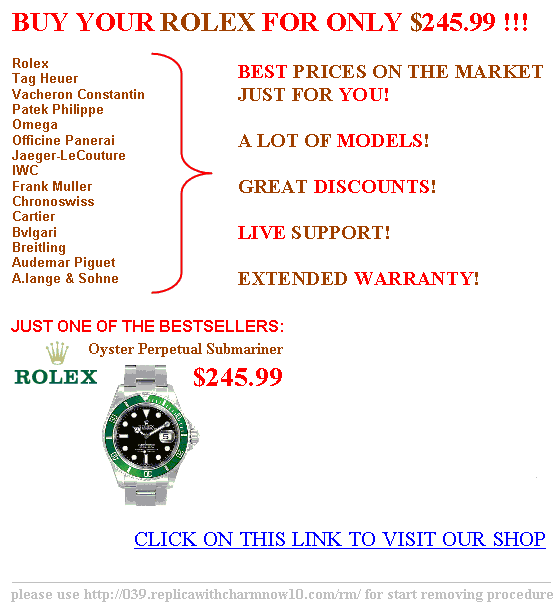 BUY YOUR ROLEX FOR ONLY $245.99 !!!
Rolex
Tag Heuer
Vacheron Constantin
Patek Philippe
Omega
Officine Panerai
Jaeger-LeCouture
IWC
Frank Muller
Chronoswiss
Cartier
Bvlgari
Breitling
Audemar Piguet
A.lange & Sohne
BEST PRICES ON THE MARKET
JUST FOR YOU!
A LOT OF MODELS!
GREAT DISCOUNTS!
LIVE SUPPORT!
EXTENDED WARRANTY!
JUST ONE OF THE BESTSELLERS:
Oyster Perpetual Submariner
ROLEX
$245.99
CLICK ON THIS LINK TO VISIT OUR SHOP
please use http://039.replicawithcharmnow10.com/rm/ for start removing procedure